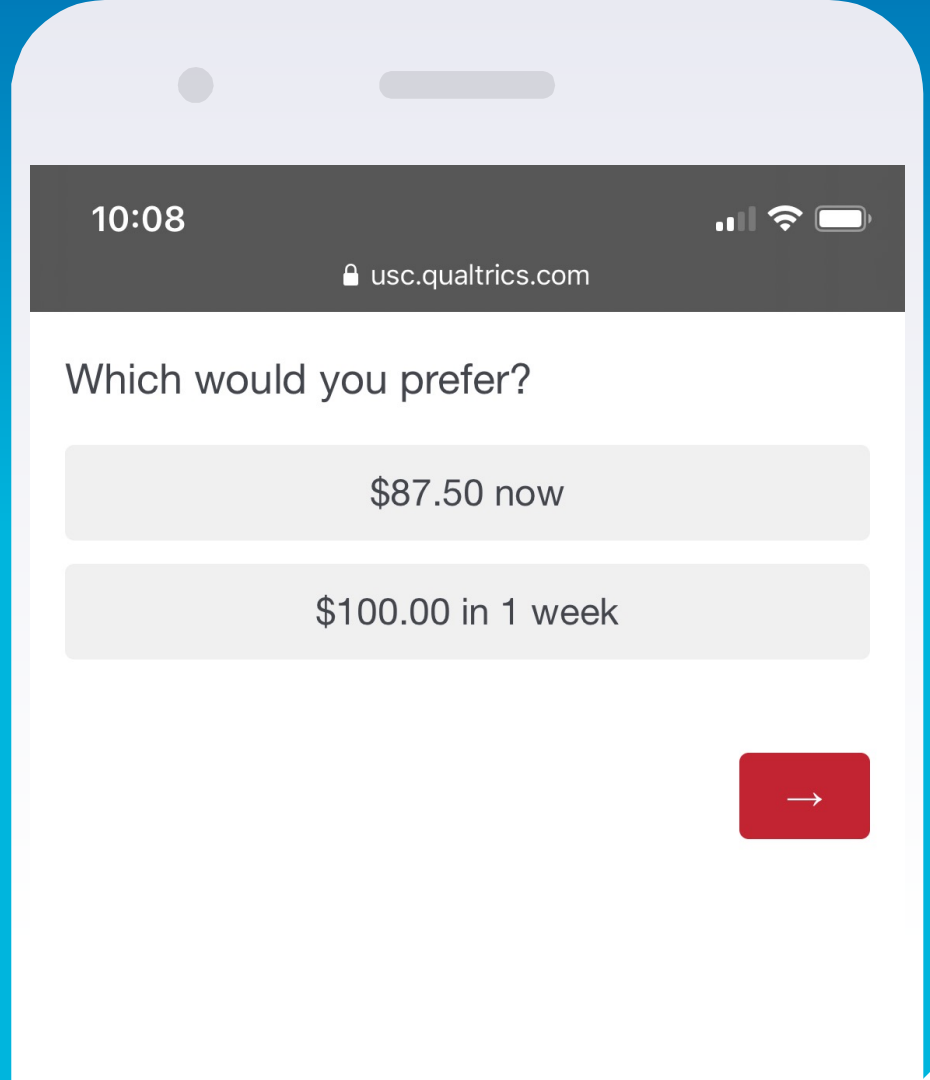 10:08
usc.qualtrics.com
Which would you prefer?
$87.50 now
$100.00 in 1 week
→